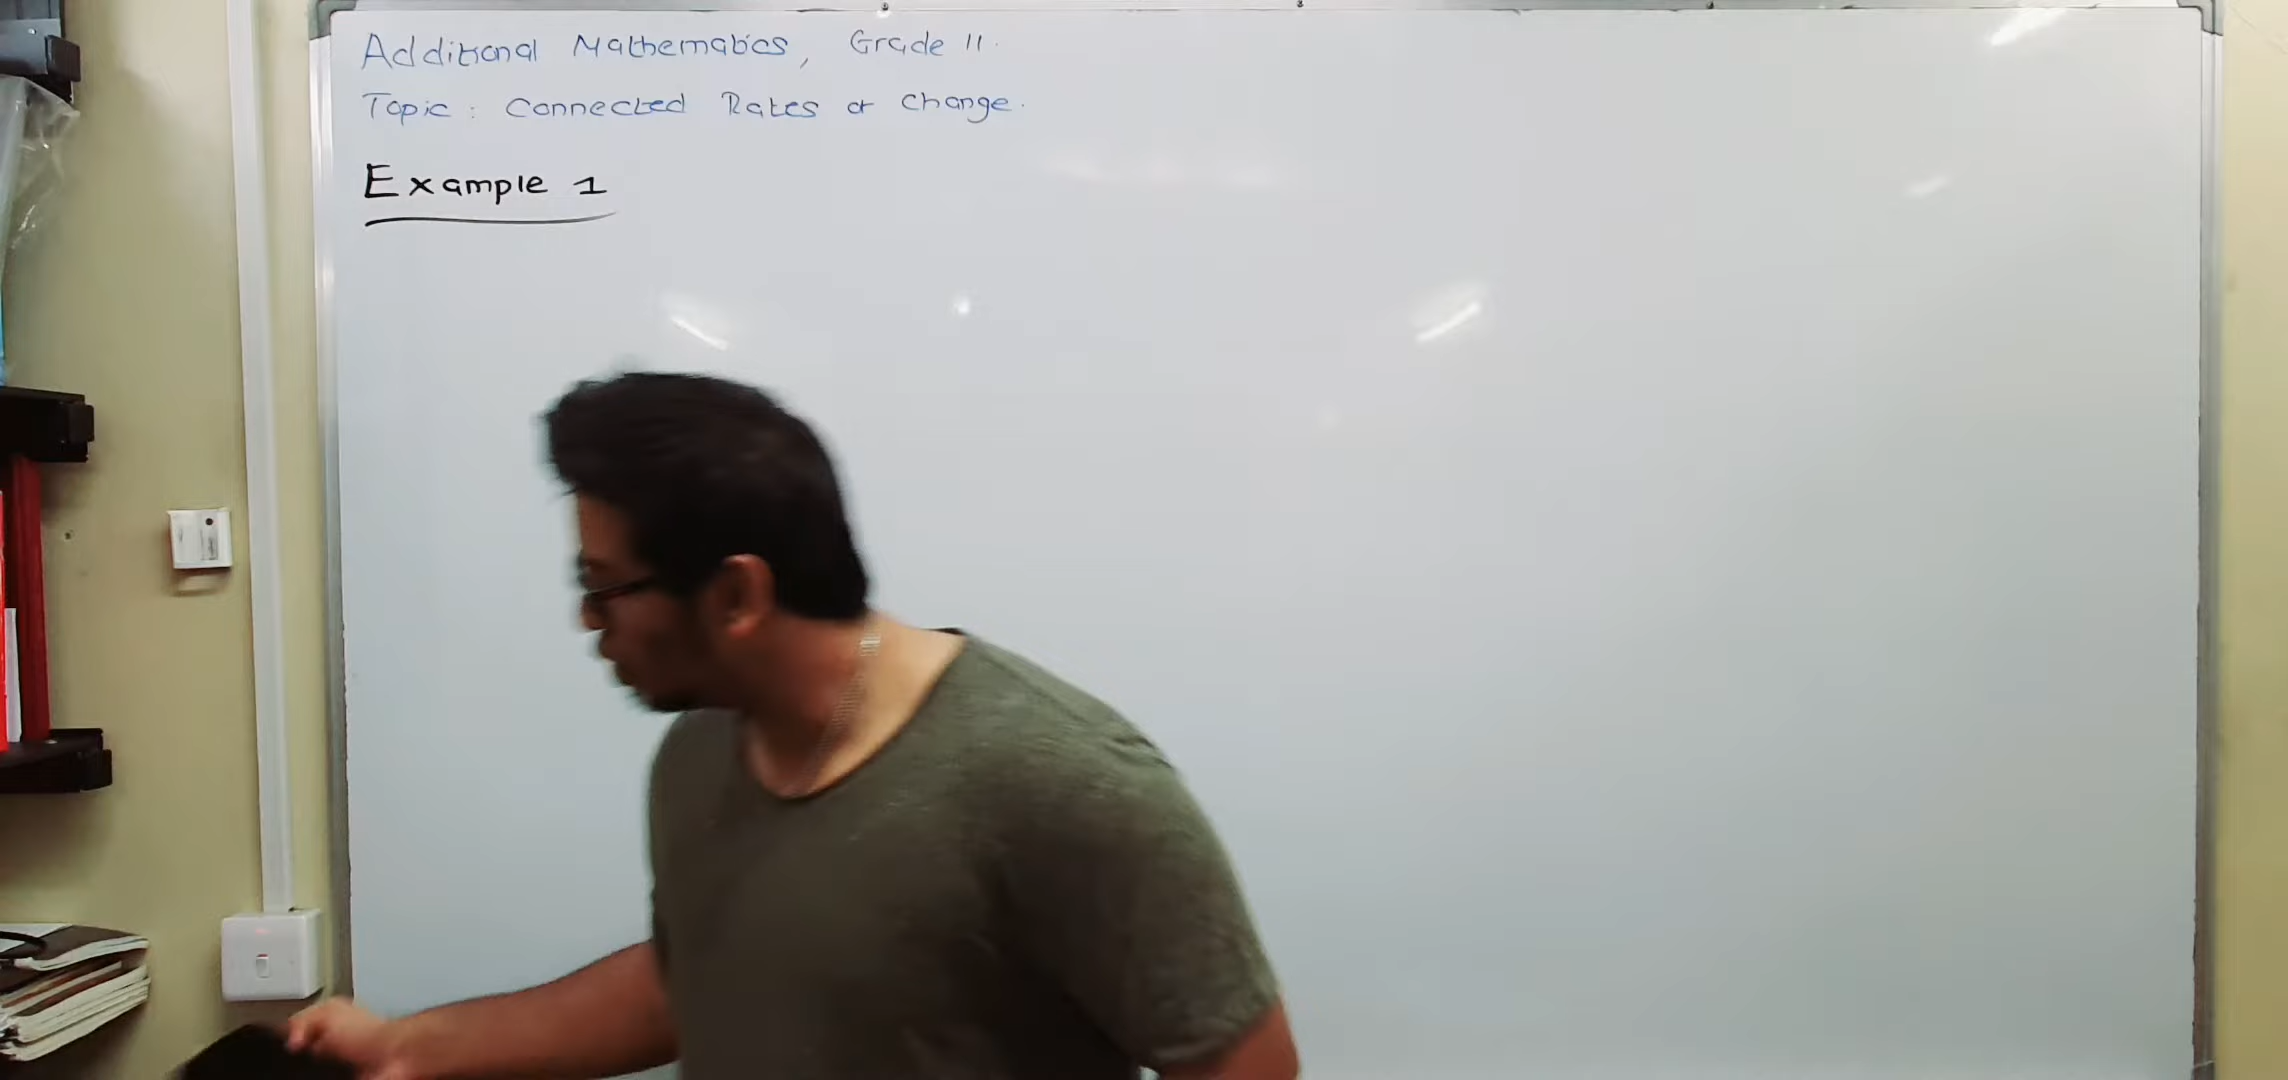 Additional Mathematics, Grade 11.
Topic : Connected Rates of Change.
Example 1